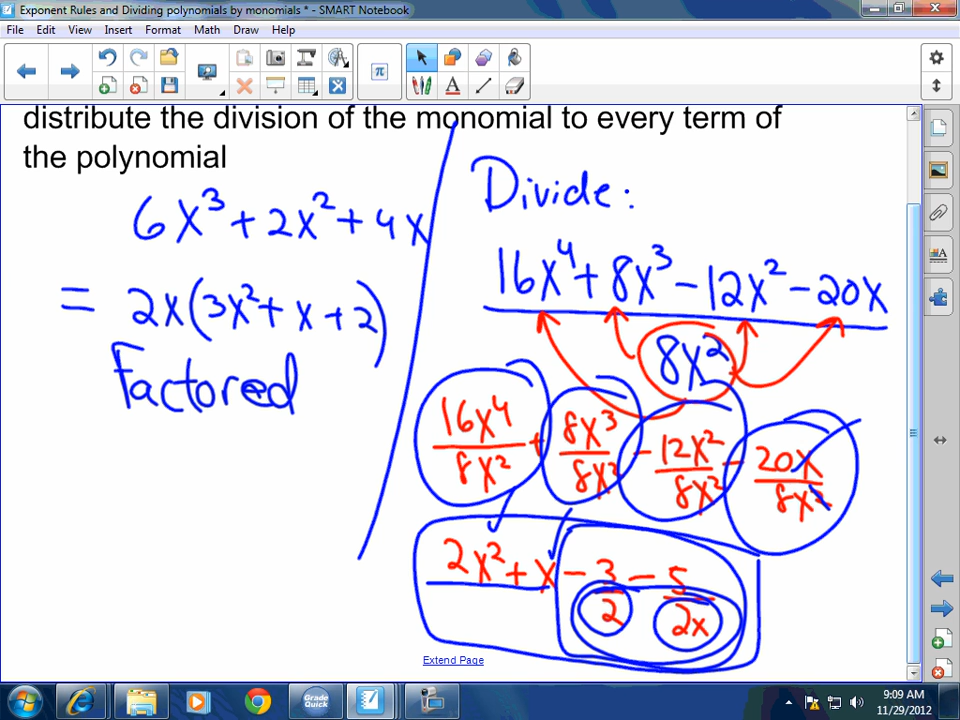 Exponent Rules and Dividing polynomials by monomials * - SMART Notebook
File Edit View Insert Format Math Draw Help
distribute the division of the monomial to every term of
the polynomial
6x³ + 2x² + 4x
= 2x(3x² + x + 2)
Factored
Divide:
16x⁴ + 8x³ - 12x² - 20x
8x²
16x⁴/8x² + 8x³/8x² - 12x²/8x² - 20x/8x²
2x² + x - 3/2 - 5/2x
Extend Page
Grade Quick
9:09 AM
11/29/2012